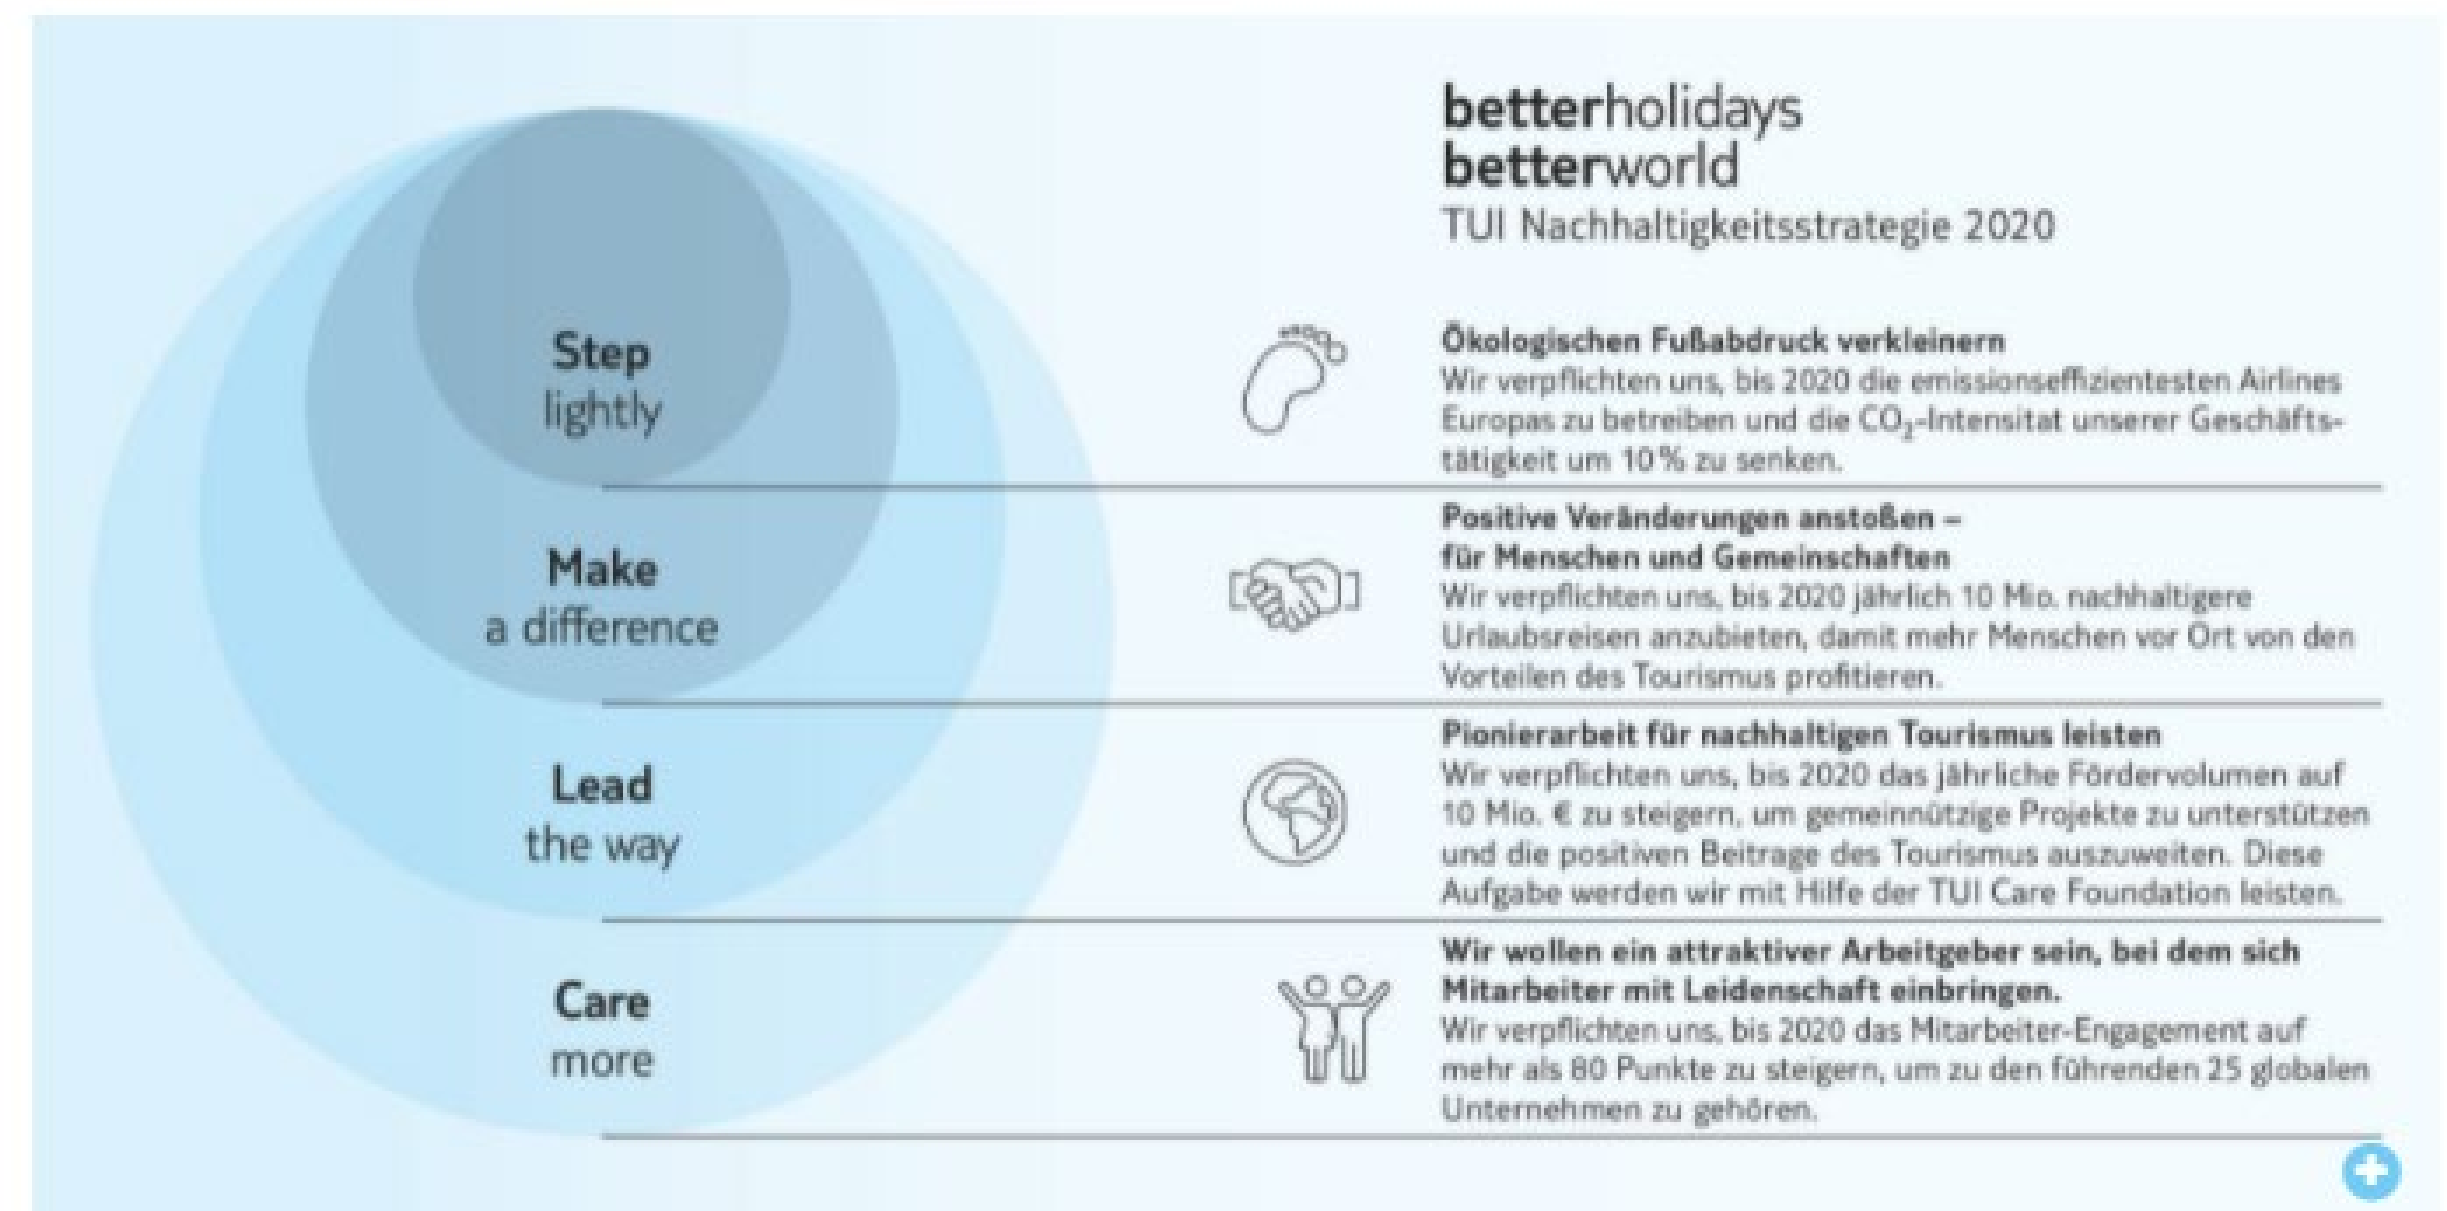 betterholidays
betterworld
TUI Nachhaltigkeitsstrategie 2020
Step
lightly
Ökologischen Fußabdruck verkleinern
Wir verpflichten uns, bis 2020 die emissionseffizientesten Airlines
Europas zu betreiben und die CO₂-Intensitat unserer Geschäfts-
tätigkeit um 10% zu senken.
Make
a difference
Positive Veränderungen anstoßen –
für Menschen und Gemeinschaften
Wir verpflichten uns, bis 2020 jährlich 10 Mio. nachhaltigere
Urlaubsreisen anzubieten, damit mehr Menschen vor Ort von den
Vorteilen des Tourismus profitieren.
Lead
the way
Pionierarbeit für nachhaltigen Tourismus leisten
Wir verpflichten uns, bis 2020 das jährliche Fördervolumen auf
10 Mio. € zu steigern, um gemeinnützige Projekte zu unterstützen
und die positiven Beitrage des Tourismus auszuweiten. Diese
Aufgabe werden wir mit Hilfe der TUI Care Foundation leisten.
Care
more
Wir wollen ein attraktiver Arbeitgeber sein, bei dem sich
Mitarbeiter mit Leidenschaft einbringen.
Wir verpflichten uns, bis 2020 das Mitarbeiter-Engagement auf
mehr als 80 Punkte zu steigern, um zu den führenden 25 globalen
Unternehmen zu gehören.